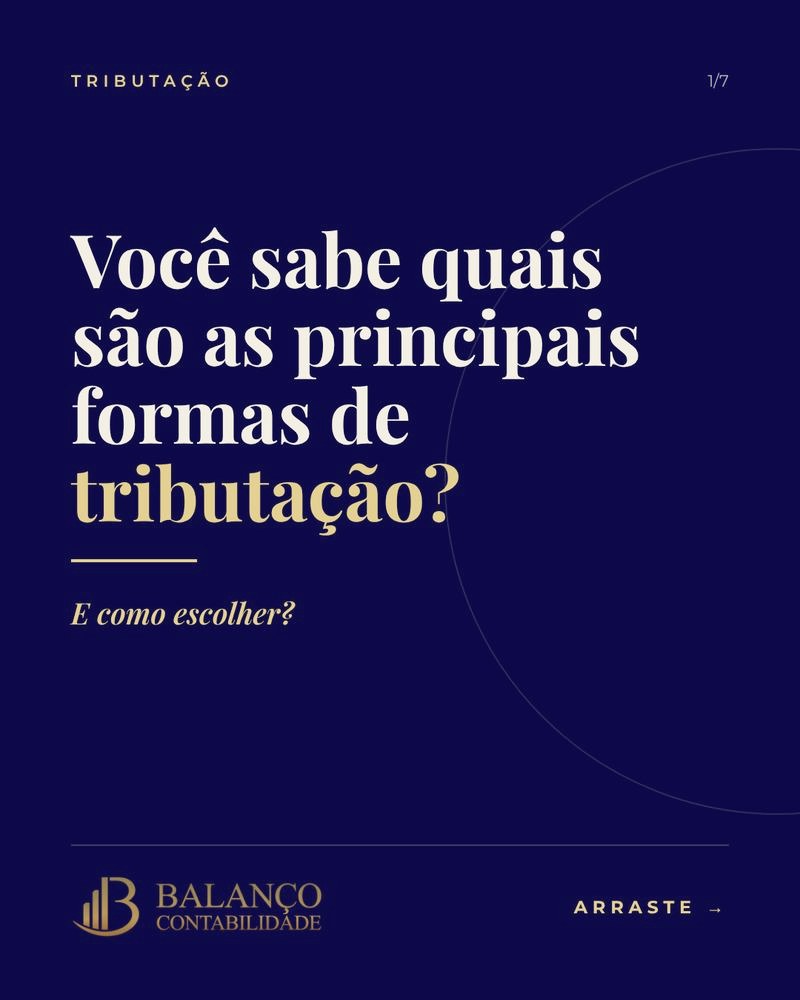 TRIBUTAÇÃO
1/7
Você sabe quais
são as principais
formas de
tributação?
E como escolher?
BALANÇO
CONTABILIDADE
ARRASTE →